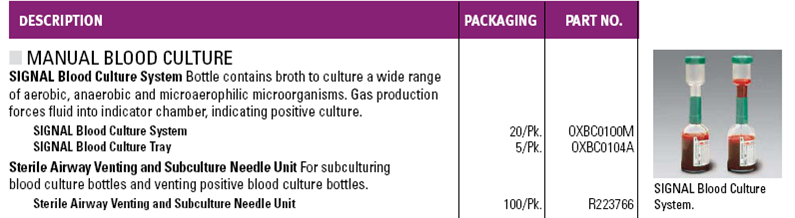 DESCRIPTION PACKAGING PART NO.
MANUAL BLOOD CULTURE
SIGNAL Blood Culture System Bottle contains broth to culture a wide range
of aerobic, anaerobic and microaerophilic microorganisms. Gas production
forces fluid into indicator chamber, indicating positive culture.
SIGNAL Blood Culture System 20/Pk. OXBC0100M
SIGNAL Blood Culture Tray 5/Pk. OXBC0104A
Sterile Airway Venting and Subculture Needle Unit For subculturing
blood culture bottles and venting positive blood culture bottles.
Sterile Airway Venting and Subculture Needle Unit 100/Pk. R223766
SIGNAL Blood Culture
System.